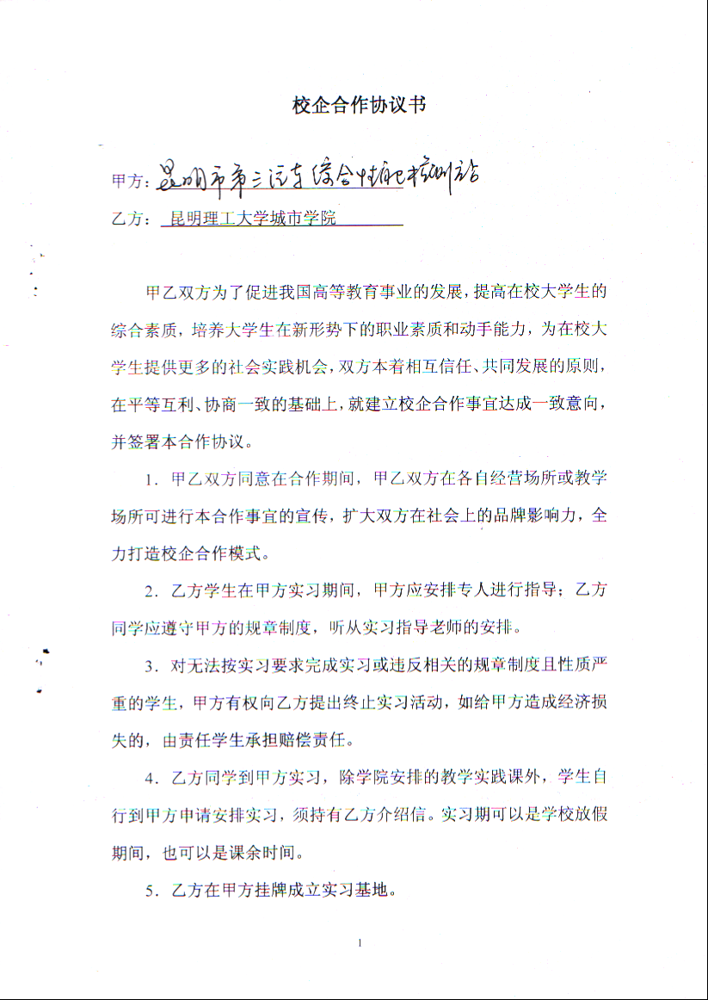 校企合作协议书
甲方：昆明市第三汽车综合性能检测站
乙方： 昆明理工大学城市学院
甲乙双方为了促进我国高等教育事业的发展，提高在校大学生的
综合素质，培养大学生在新形势下的职业素质和动手能力，为在校大
学生提供更多的社会实践机会，双方本着相互信任、共同发展的原则，
在平等互利、协商一致的基础上，就建立校企合作事宜达成一致意向，
并签署本合作协议。
1．甲乙双方同意在合作期间，甲乙双方在各自经营场所或教学
场所可进行本合作事宜的宣传，扩大双方在社会上的品牌影响力，全
力打造校企合作模式。
2．乙方学生在甲方实习期间，甲方应安排专人进行指导；乙方
同学应遵守甲方的规章制度，听从实习指导老师的安排。
3．对无法按实习要求完成实习或违反相关的规章制度且性质严
重的学生，甲方有权向乙方提出终止实习活动，如给甲方造成经济损
失的，由责任学生承担赔偿责任。
4．乙方同学到甲方实习，除学院安排的教学实践课外，学生自
行到甲方申请安排实习，须持有乙方介绍信。实习期可以是学校放假
期间，也可以是课余时间。
5．乙方在甲方挂牌成立实习基地。
1